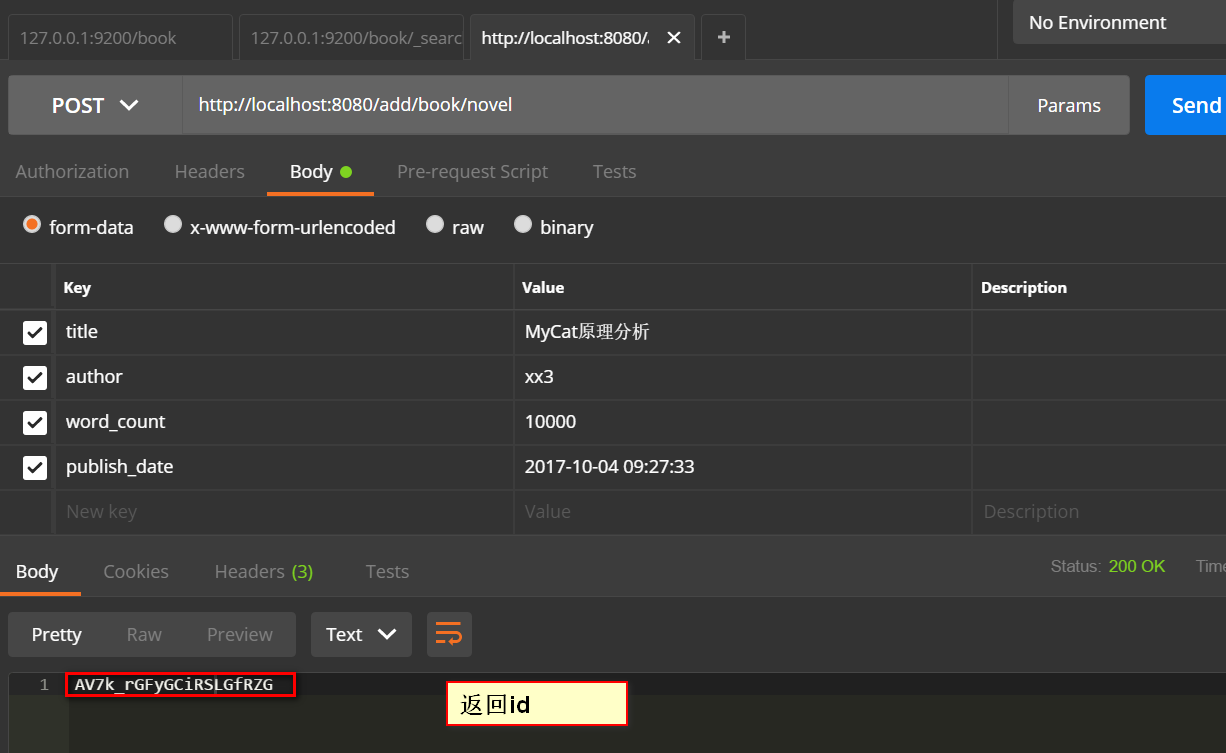 127.0.0.1:9200/book 127.0.0.1:9200/book/_searc http://localhost:8080/. No Environment
POST http://localhost:8080/add/book/novel Params Send
Authorization Headers Body Pre-request Script Tests
form-data x-www-form-urlencoded raw binary
Key Value Description
title MyCat原理分析
author xx3
word_count 10000
publish_date 2017-10-04 09:27:33
New key Value Description
Body Cookies Headers (3) Tests Status: 200 OK Time
Pretty Raw Preview Text
1 AV7k_rGFyGCiRSLGfRZG
返回id